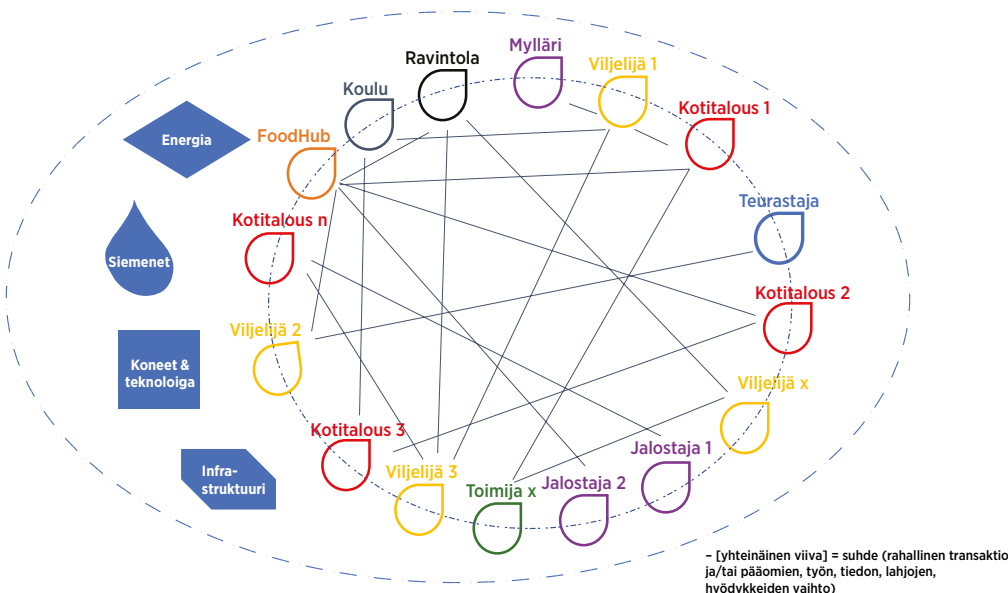 Mylläri
Ravintola
Viljelijä 1
Koulu
Kotitalous 1
FoodHub
Energia
Teurastaja
Kotitalous n
Siemenet
Kotitalous 2
Viljelijä 2
Koneet &
teknoloiga
Viljelijä x
Kotitalous 3
Jalostaja 1
Infra-
struktuuri
Viljelijä 3
Toimija x
Jalostaja 2
– [yhteinäinen viiva] = suhde (rahallinen transaktio
ja/tai pääomien, työn, tiedon, lahjojen,
hyödykkeiden vaihto)